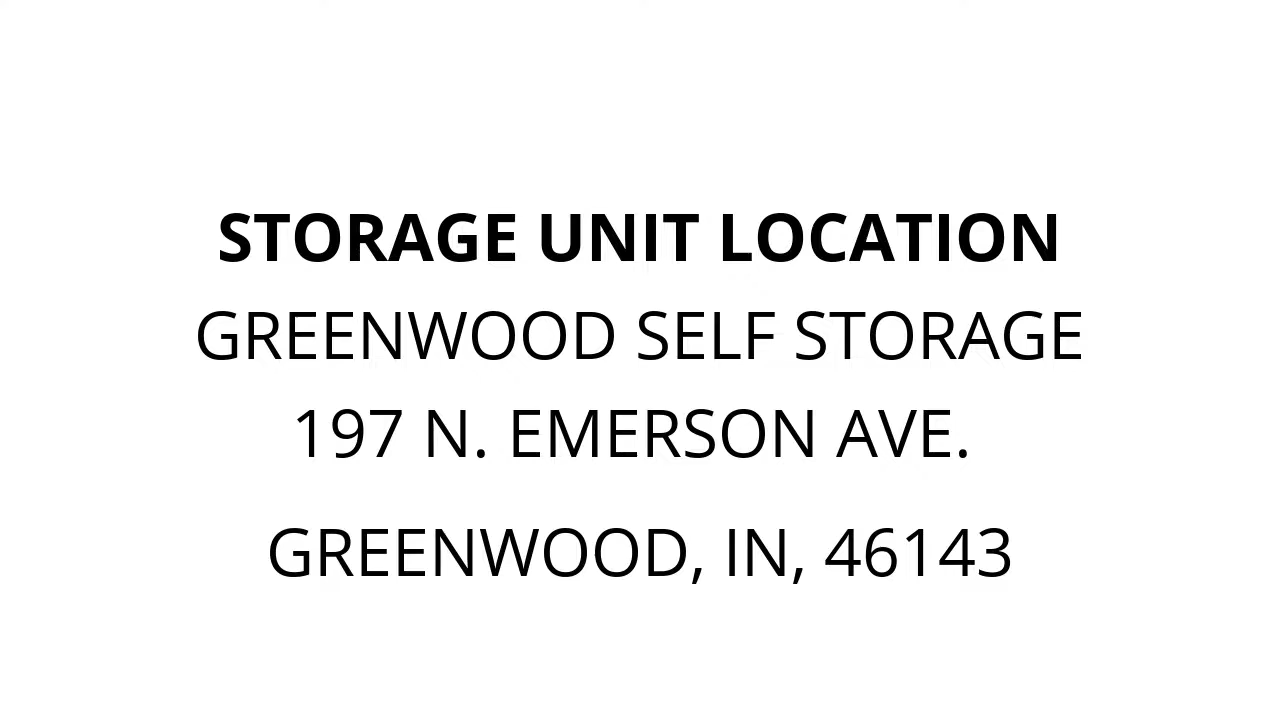 STORAGE UNIT LOCATION
GREENWOOD SELF STORAGE
197 N. EMERSON AVE.
GREENWOOD, IN, 46143